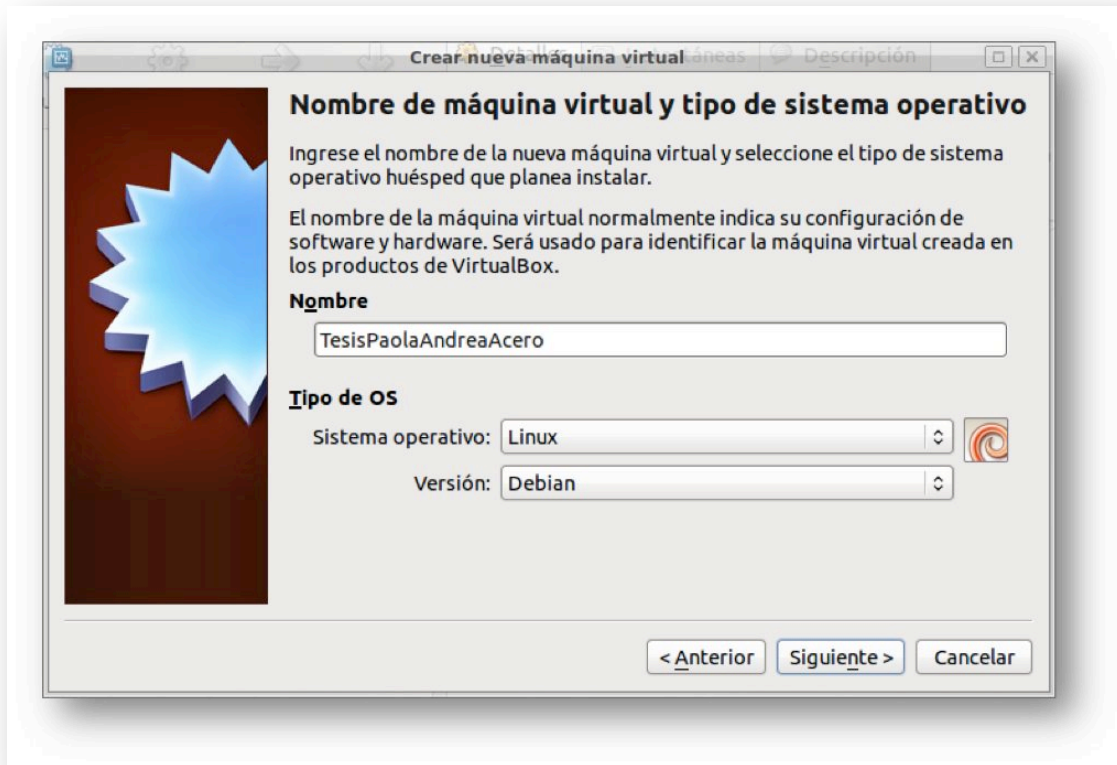 Crear nueva máquina virtual
Detalles
Instantáneas
Descripción
Nombre de máquina virtual y tipo de sistema operativo
Ingrese el nombre de la nueva máquina virtual y seleccione el tipo de sistema
operativo huésped que planea instalar.
El nombre de la máquina virtual normalmente indica su configuración de
software y hardware. Será usado para identificar la máquina virtual creada en
los productos de VirtualBox.
Nombre
TesisPaolaAndreaAcero
Tipo de OS
Sistema operativo: Linux
Versión: Debian
< Anterior Siguiente > Cancelar